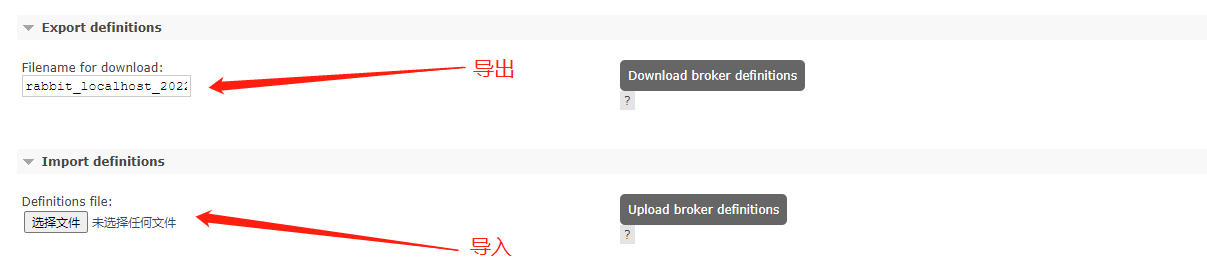 Export definitions
Filename for download:
rabbit_localhost_2022
导出
Download broker definitions
?
Import definitions
Definitions file:
选择文件 未选择任何文件
Upload broker definitions
?
导入